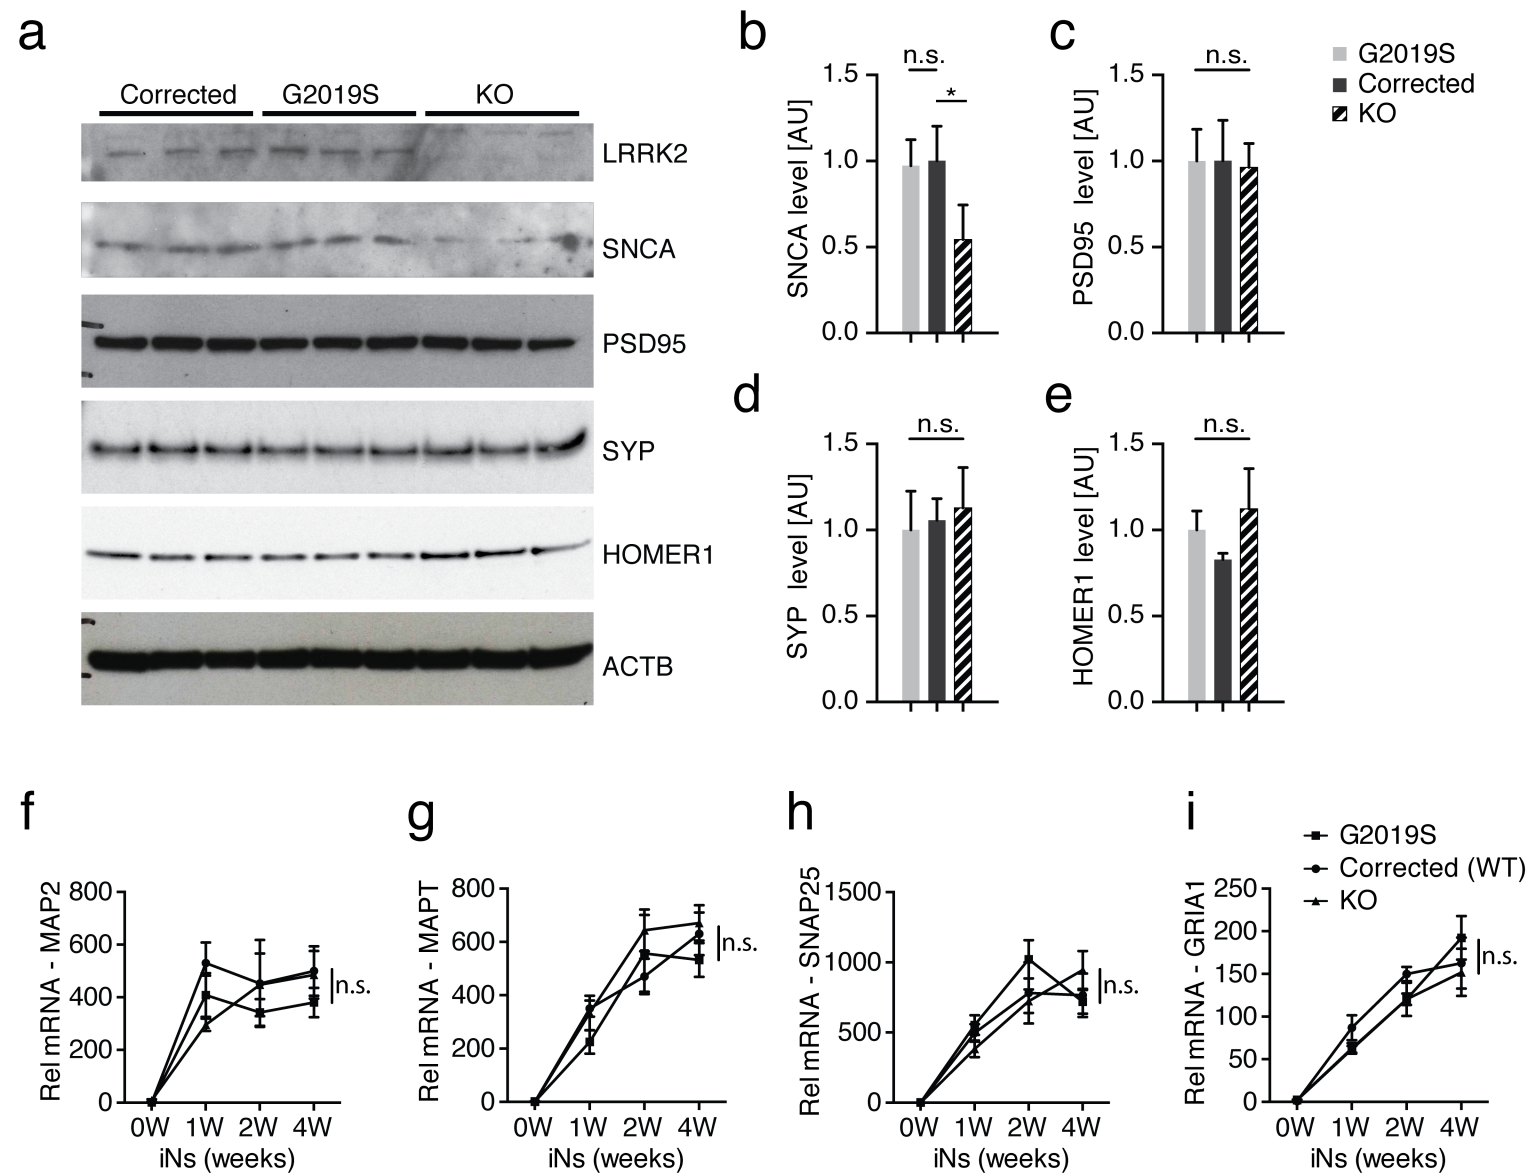 a
Corrected G2019S KO
LRRK2
SNCA
PSD95
SYP
HOMER1
ACTB
b
n.s.
*
SNCA level [AU]
1.5
1.0
0.5
0.0
c
n.s.
PSD95 level [AU]
1.5
1.0
0.5
0.0
G2019S
Corrected
KO
d
n.s.
SYP level [AU]
1.5
1.0
0.5
0.0
e
n.s.
HOMER1 level [AU]
1.5
1.0
0.5
0.0
f
Rel mRNA - MAP2
800
600
400
200
0
n.s.
0W 1W 2W 4W
iNs (weeks)
g
Rel mRNA - MAPT
800
600
400
200
0
n.s.
0W 1W 2W 4W
iNs (weeks)
h
Rel mRNA - SNAP25
1500
1000
500
0
n.s.
0W 1W 2W 4W
iNs (weeks)
i
G2019S
Corrected (WT)
KO
Rel mRNA - GRIA1
250
200
150
100
50
0
n.s.
0W 1W 2W 4W
iNs (weeks)